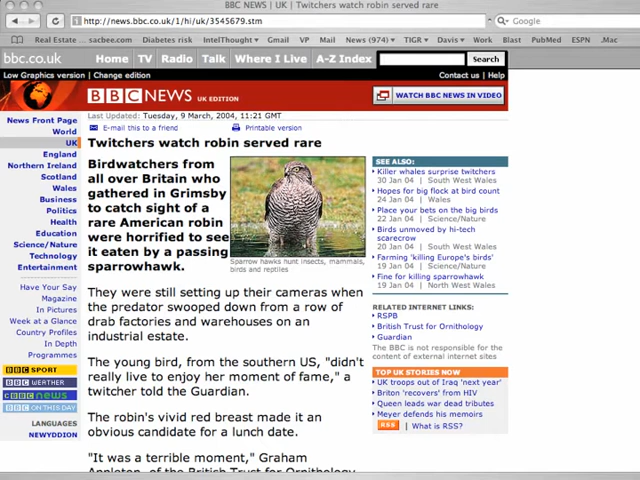 BBC NEWS | UK | Twitchers watch robin served rare
http://news.bbc.co.uk/1/hi/uk/3545679.stm
Google
Real Estate ... sacbee.com Diabetes risk IntelThought Gmail VP Mail News (974) TIGR Davis Work Blast PubMed ESPN .Mac
bbc.co.uk Home TV Radio Talk Where I Live A-Z Index Search
Low Graphics version | Change edition Contact us | Help
BBC NEWS UK EDITION WATCH BBC NEWS IN VIDEO
Last Updated: Tuesday, 9 March, 2004, 11:21 GMT
E-mail this to a friend Printable version
News Front Page
World
UK
England
Northern Ireland
Scotland
Wales
Business
Politics
Health
Education
Science/Nature
Technology
Entertainment
Have Your Say
Magazine
In Pictures
Week at a Glance
Country Profiles
In Depth
Programmes
BBC SPORT
BBC WEATHER
BBC news
BBC ON THIS DAY
LANGUAGES
NEWYDDION
Twitchers watch robin served rare
Birdwatchers from
all over Britain who
gathered in Grimsby
to catch sight of a
rare American robin
were horrified to see
it eaten by a passing
sparrowhawk.
Sparrow hawks hunt insects, mammals,
birds and reptiles
They were still setting up their cameras when
the predator swooped down from a row of
drab factories and warehouses on an
industrial estate.
The young bird, from the southern US, "didn't
really live to enjoy her moment of fame," a
twitcher told the Guardian.
The robin's vivid red breast made it an
obvious candidate for a lunch date.
"It was a terrible moment," Graham
Appleton, of the British Trust for Ornithology
SEE ALSO:
Killer whales surprise twitchers
30 Jan 04 | South West Wales
Hopes for big flock at bird count
24 Jan 04 | Wales
Place your bets on the big birds
22 Jan 04 | Science/Nature
Birds unmoved by hi-tech
scarecrow
20 Jan 04 | South West Wales
Farming 'killing Europe's birds'
19 Jan 04 | Science/Nature
Fine for killing sparrowhawk
19 Jan 04 | North West Wales
RELATED INTERNET LINKS:
RSPB
British Trust for Ornithology
Guardian
The BBC is not responsible for the
content of external internet sites
TOP UK STORIES NOW
UK troops out of Iraq 'next year'
Briton 'recovers' from HIV
Queen leads war dead tributes
Meyer defends his memoirs
RSS | What is RSS?